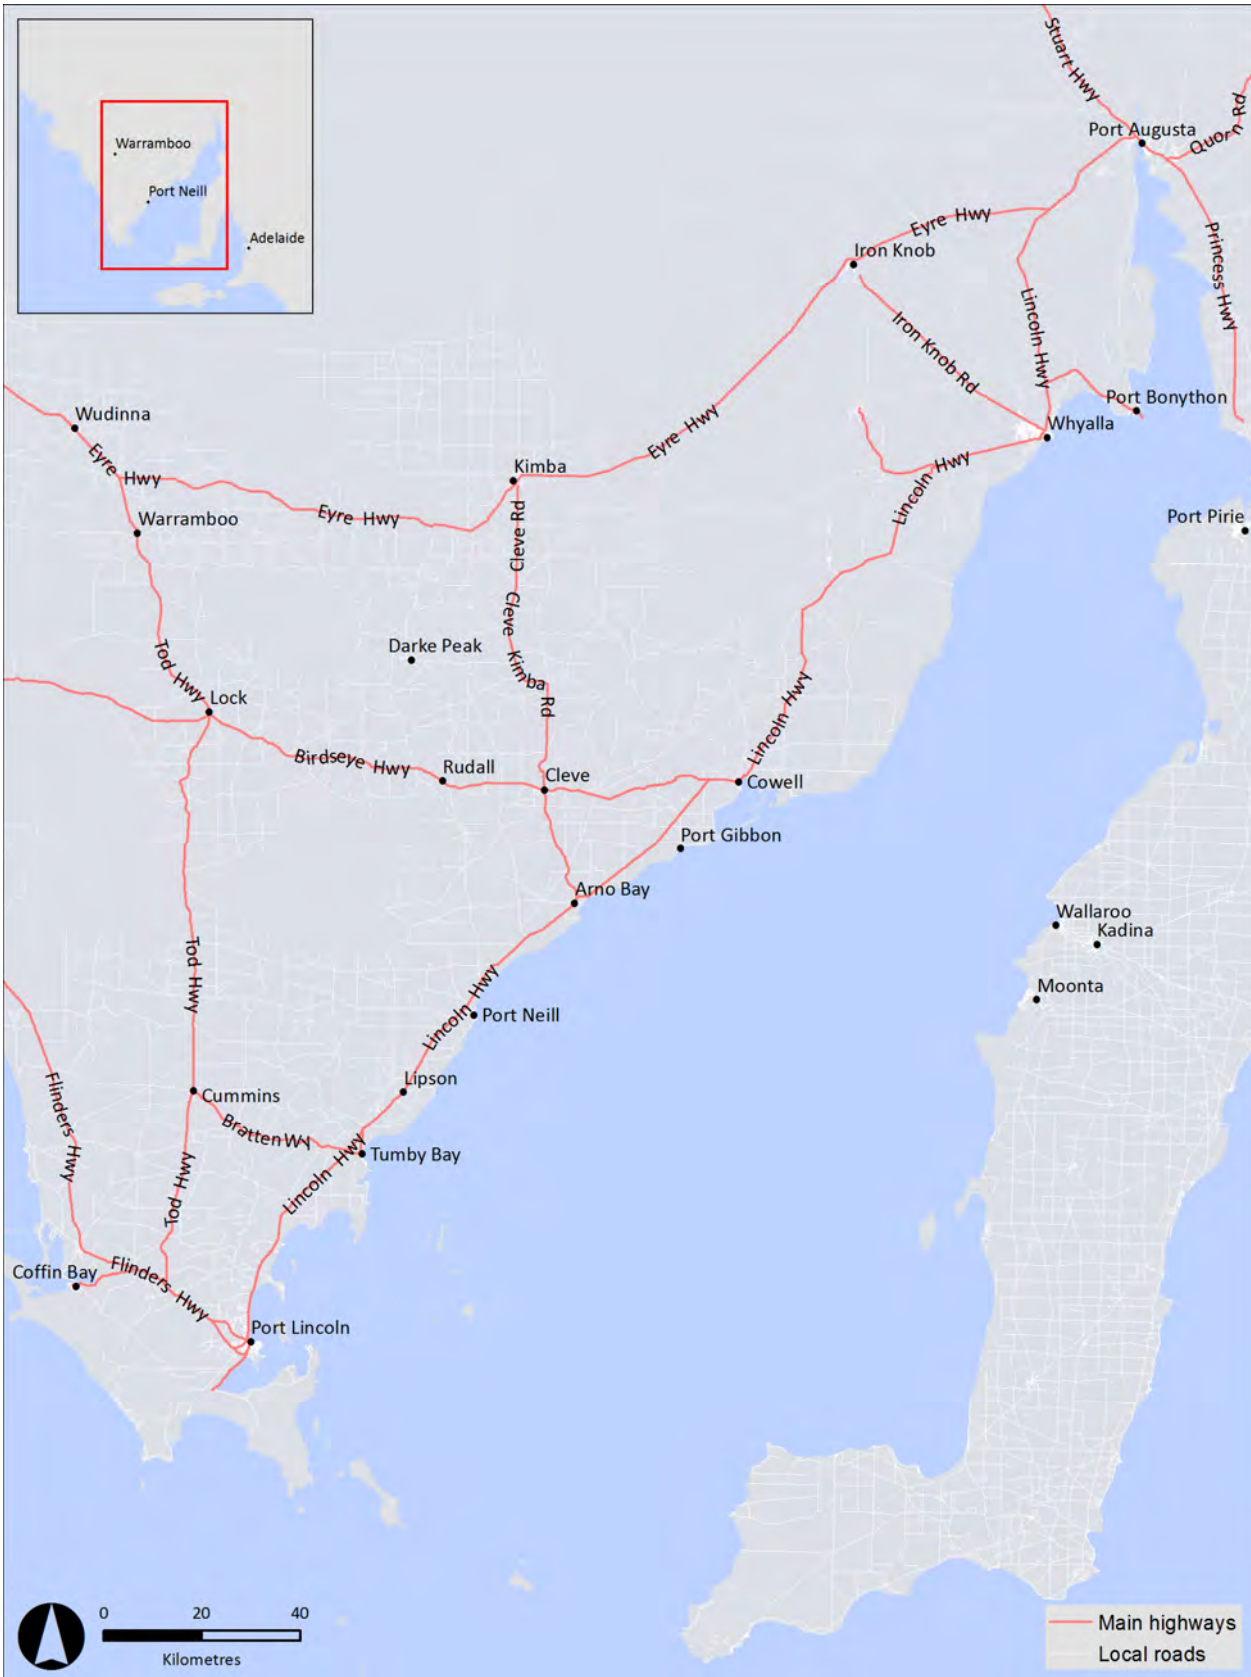 Warramboo
Port Neill
Adelaide
Stuart Hwy
Port Augusta
Quorn Rd
Eyre Hwy
Iron Knob
Princess Hwy
Lincoln Hwy
Iron Knob Rd
Port Bonython
Wudinna
Whyalla
Eyre Hwy
Eyre Hwy
Kimba
Lincoln Hwy
Eyre Hwy
Warramboo
Cleve Rd
Port Pirie
Cleve
Darke Peak
Kimba Rd
Tod Hwy
Lock
Lincoln Hwy
Birdseye Hwy
Rudall
Cleve
Cowell
Port Gibbon
Arno Bay
Wallaroo
Kadina
Tod Hwy
Lincoln Hwy
Moonta
Port Neill
Flinders Hwy
Lipson
Cummins
Bratten Wy
Tumby Bay
Lincoln Hwy
Tod Hwy
Coffin Bay
Flinders Hwy
Port Lincoln
0 20 40
Kilometres
Main highways
Local roads